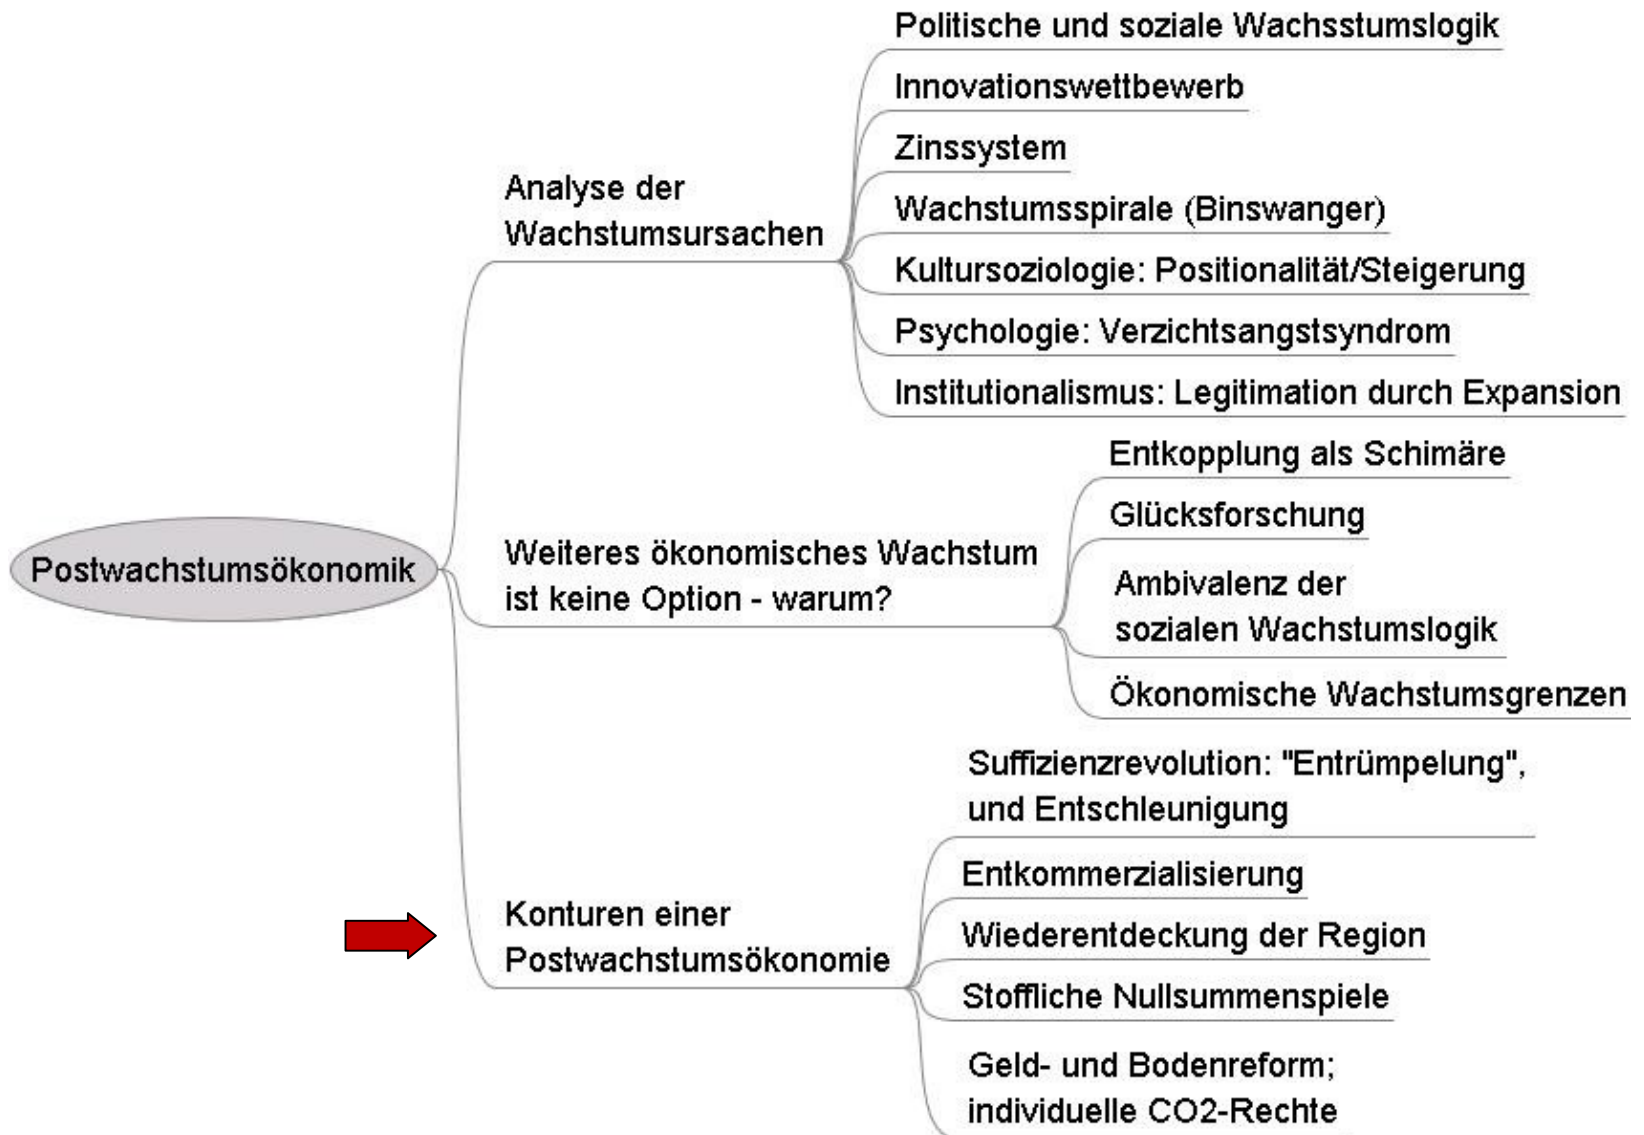 Postwachstumsökonomik
Analyse der
Wachstumsursachen
Politische und soziale Wachsstumslogik
Innovationswettbewerb
Zinssystem
Wachstumsspirale (Binswanger)
Kultursoziologie: Positionalität/Steigerung
Psychologie: Verzichtsangstsyndrom
Institutionalismus: Legitimation durch Expansion
Weiteres ökonomisches Wachstum
ist keine Option - warum?
Entkopplung als Schimäre
Glücksforschung
Ambivalenz der
sozialen Wachstumslogik
Ökonomische Wachstumsgrenzen
Konturen einer
Postwachstumsökonomie
Suffizienzrevolution: "Entrümpelung",
und Entschleunigung
Entkommerzialisierung
Wiederentdeckung der Region
Stoffliche Nullsummenspiele
Geld- und Bodenreform;
individuelle CO2-Rechte